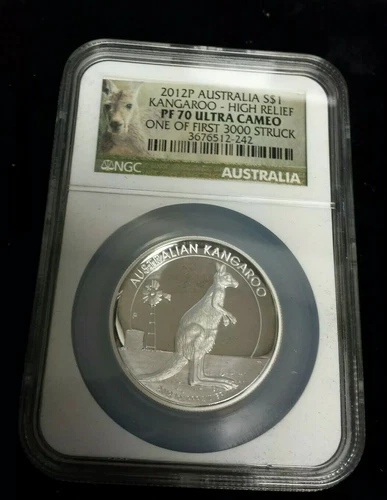 2012P AUSTRALIA S$1
KANGAROO - HIGH RELIEF
PF 70 ULTRA CAMEO
ONE OF FIRST 3000 STRUCK
3676512-242
NGC
AUSTRALIA
AUSTRALIAN KANGAROO